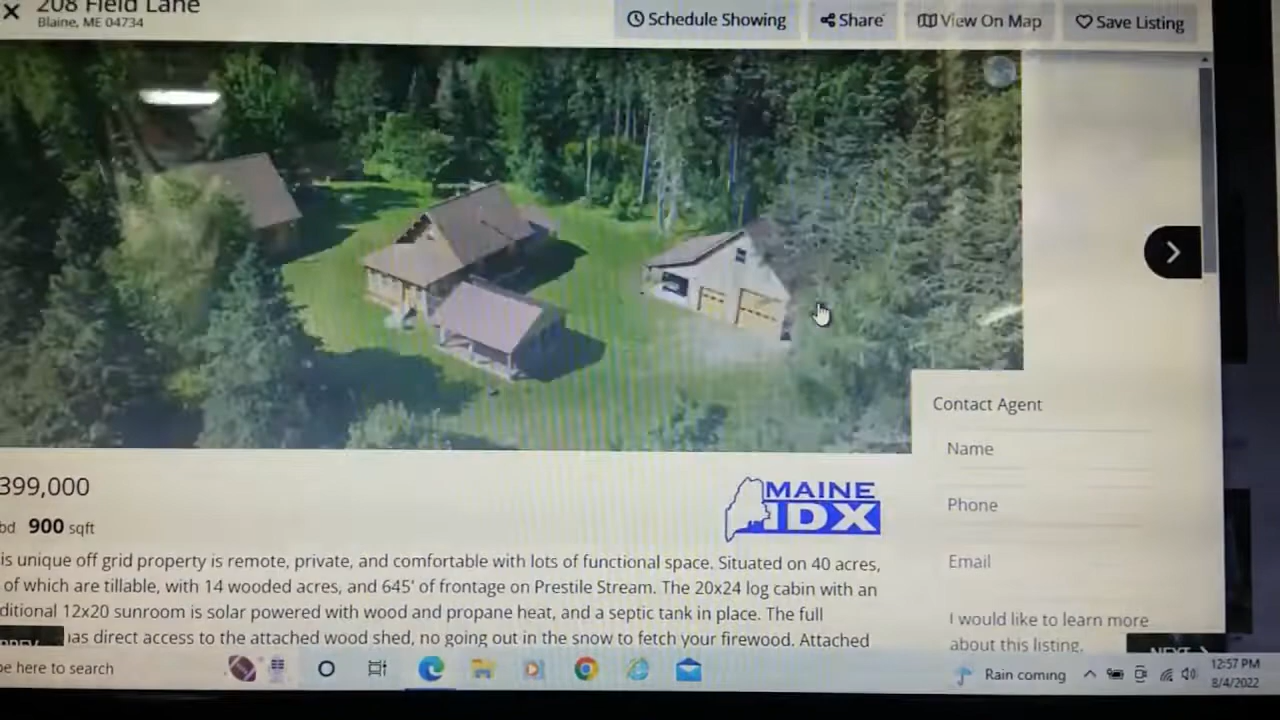 208 Field Lane
Blaine, ME 04734
Schedule Showing
Share
View On Map
Save Listing
Contact Agent
Name
Phone
Email
I would like to learn more
about this listing.
399,000
bd 900 sqft
MAINE
IDX
is unique off grid property is remote, private, and comfortable with lots of functional space. Situated on 40 acres,
of which are tillable, with 14 wooded acres, and 645' of frontage on Prestile Stream. The 20x24 log cabin with an
ditional 12x20 sunroom is solar powered with wood and propane heat, and a septic tank in place. The full
has direct access to the attached wood shed, no going out in the snow to fetch your firewood. Attached
NEXT
be here to search
Rain coming
12:57 PM
8/4/2022